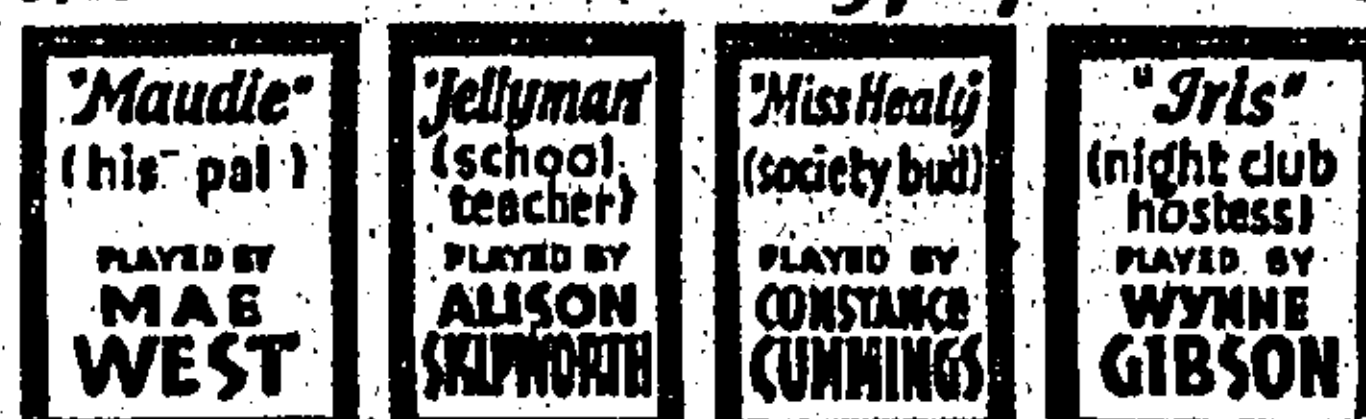 "Maudie"
(his pal)
PLAYED BY
MAE
WEST
"Jellyman"
(school
teacher)
PLAYED BY
ALISON
SKIPWORTH
"Miss Healy"
(society bud)
PLAYED BY
CONSTANCE
CUMMINGS
"Iris"
(night club
hostess)
PLAYED BY
WYNNE
GIBSON